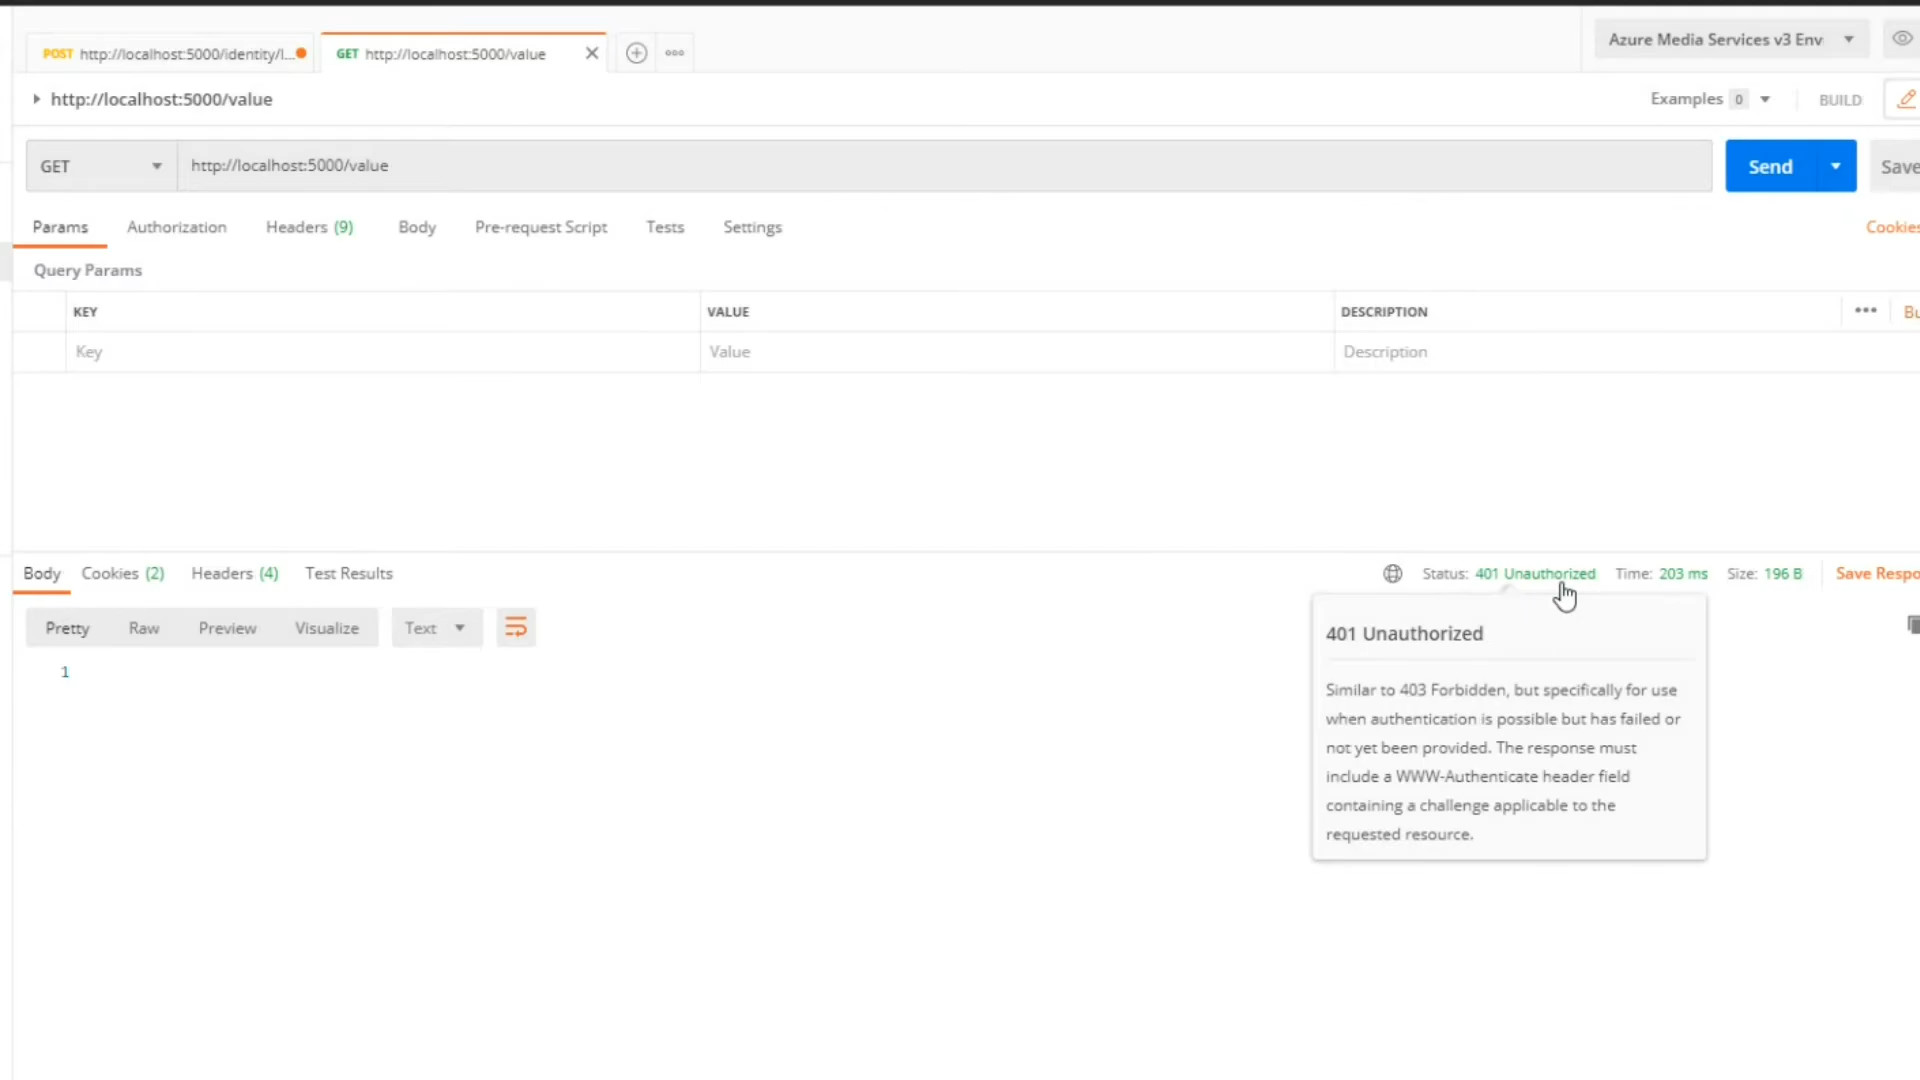 POST http://localhost:5000/identity/l...
GET http://localhost:5000/value
Azure Media Services v3 Env
http://localhost:5000/value
Examples 0
BUILD
GET http://localhost:5000/value
Send
Save
Params Authorization Headers (9) Body Pre-request Script Tests Settings
Cookies
Query Params
KEY VALUE DESCRIPTION
Bu
Key Value Description
Body Cookies (2) Headers (4) Test Results
Status: 401 Unauthorized Time: 203 ms Size: 196 B
Save Respo
Pretty Raw Preview Visualize Text
1
401 Unauthorized
Similar to 403 Forbidden, but specifically for use
when authentication is possible but has failed or
not yet been provided. The response must
include a WWW-Authenticate header field
containing a challenge applicable to the
requested resource.